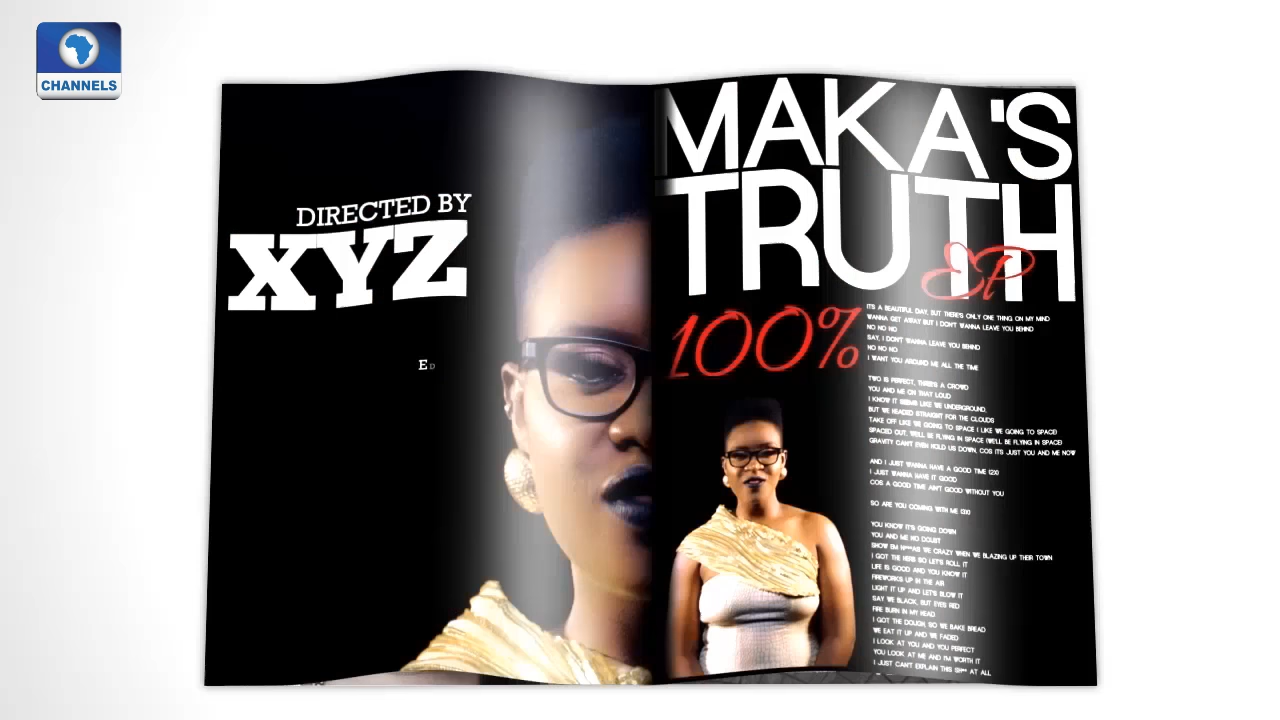 CHANNELS
DIRECTED BY
XYZ
E D
MAKA'S
TRUTH
EP
100%
ITS A BEAUTIFUL DAY, BUT THERE'S ONLY ONE THING ON MY MIND
WANNA GET AWAY BUT I DON'T WANNA LEAVE YOU BEHIND
NO NO NO
SAY, I DON'T WANNA LEAVE YOU BEHIND
NO NO NO
I WANT YOU AROUND ME ALL THE TIME
TWO IS PERFECT, THREE'S A CROWD
YOU AND ME ON WAY LOUD
I KNOW IT SEEMS LIKE WE UNDERGROUND,
BUT WE HEADED STRAIGHT FOR THE CLOUDS
TAKE OFF LIKE WE GOING TO SPACE ( LIKE WE GOING TO SPACE)
SPACED OUT, WE'LL BE FLYING IN SPACE (WE'LL BE FLYING IN SPACE)
GRAVITY CAN'T EVEN HOLD US DOWN, COS ITS JUST YOU AND ME NOW
AND I JUST WANNA HAVE A GOOD TIME (2X)
I JUST WANNA HAVE IT GOOD
COS A GOOD TIME AIN'T GOOD WITHOUT YOU
SO ARE YOU COMING WITH ME (3X)
YOU KNOW IT'S GOING DOWN
YOU AND ME NO DOUBT
SHOW EM N***AS WE CRAZY WHEN WE BLAZING UP THEIR TOWN
I GOT THE HERB SO LET'S ROLL IT
LIFE IS GOOD AND YOU KNOW IT
FIREWORKS UP IN THE AIR
LIGHT IT UP AND LET'S BLOW IT
SAY WE BLACK, BUT EYES RED
FIRE BURN IN MY HEAD
I GOT THE DOUGH, SO WE BAKE BREAD
WE EAT IT UP AND WE FADED
I LOOK AT YOU AND YOU PERFECT
YOU LOOK AT ME AND I'M WORTH IT
I JUST CAN'T EXPLAIN THIS SH** AT ALL